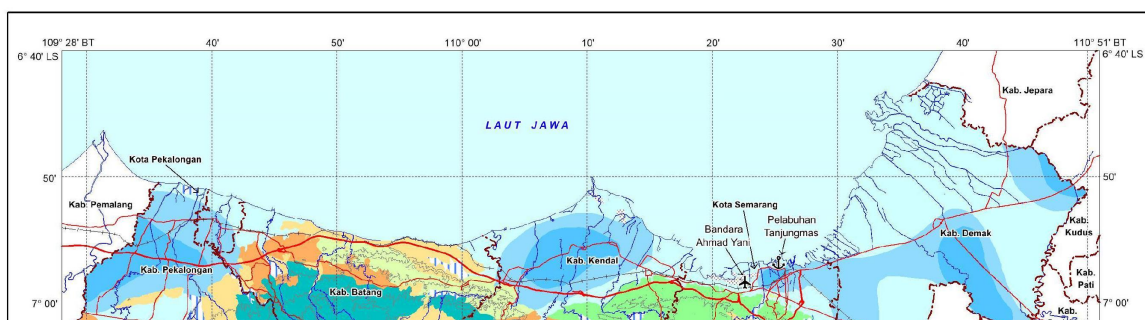 109° 28' BT
40'
50'
110° 00'
10'
20'
30'
40'
110° 51' BT
6° 40' LS
6° 40' LS
Kab. Jepara
LAUT JAWA
Kota Pekalongan
50'
50'
Kab. Pemalang
Kota Semarang
Pelabuhan
Tanjungmas
Bandara
Ahmad Yani
Kab. Demak
Kab.
Kudus
Kab. Pekalongan
Kab. Kendal
Kab.
Pati
Kab. Batang
7° 00'
7° 00'
Kab.